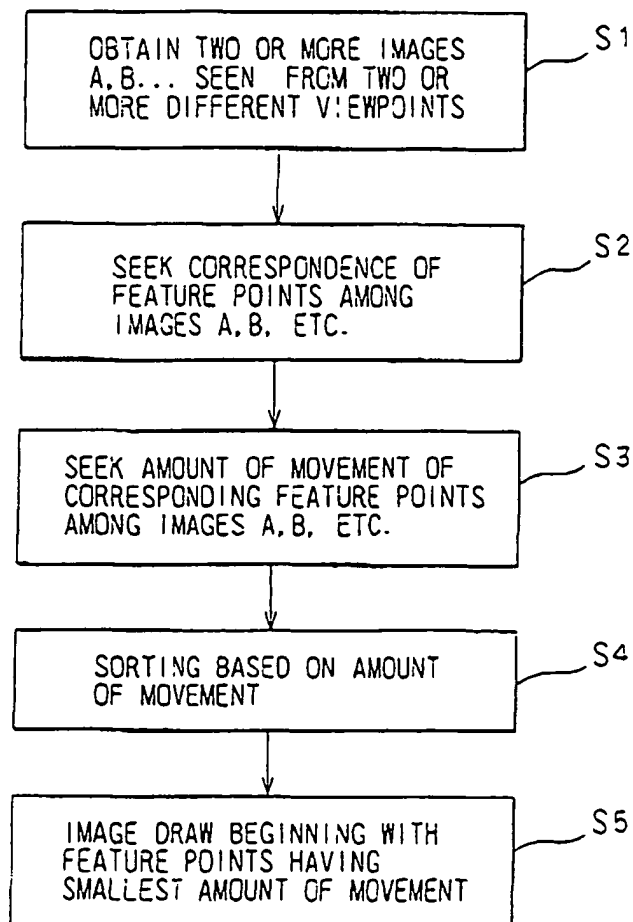 OBTAIN TWO OR MORE IMAGES
A.B... SEEN FROM TWO OR
MORE DIFFERENT VIEWPOINTS
S1
SEEK CORRESPONDENCE OF
FEATURE POINTS AMONG
IMAGES A.B. ETC.
S2
SEEK AMOUNT OF MOVEMENT OF
CORRESPONDING FEATURE POINTS
AMONG IMAGES A.B. ETC.
S3
SORTING BASED ON AMOUNT
OF MOVEMENT
S4
IMAGE DRAW BEGINNING WITH
FEATURE POINTS HAVING
SMALLEST AMOUNT OF MOVEMENT
S5